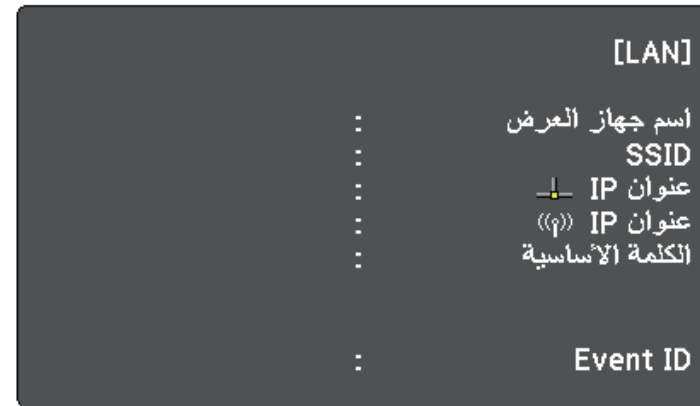 [LAN]
اسم جهاز العرض :
SSID :
عنوان IP :
عنوان IP :
الكلمة الأساسية :
Event ID :